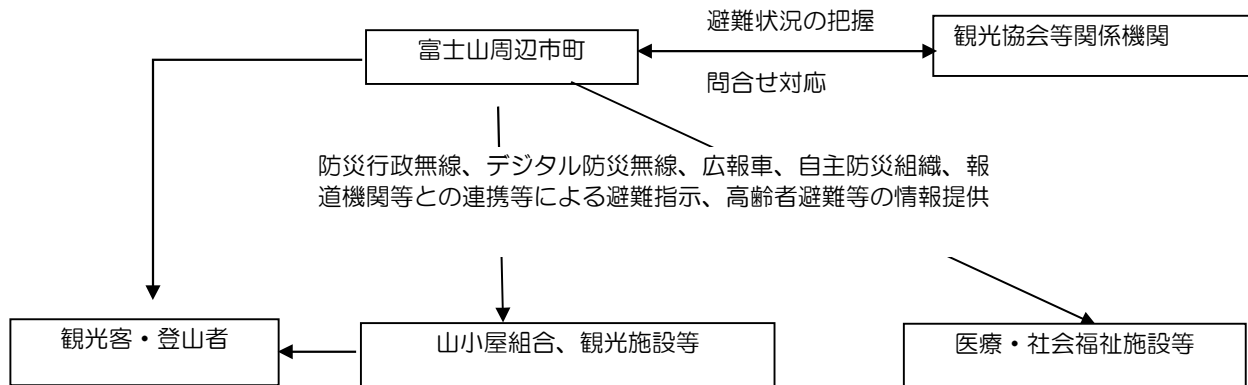 避難状況の把握
富士山周辺市町
観光協会等関係機関
問合せ対応
防災行政無線、デジタル防災無線、広報車、自主防災組織、報
道機関等との連携等による避難指示、高齢者避難等の情報提供
観光客・登山者
山小屋組合、観光施設等
医療・社会福祉施設等